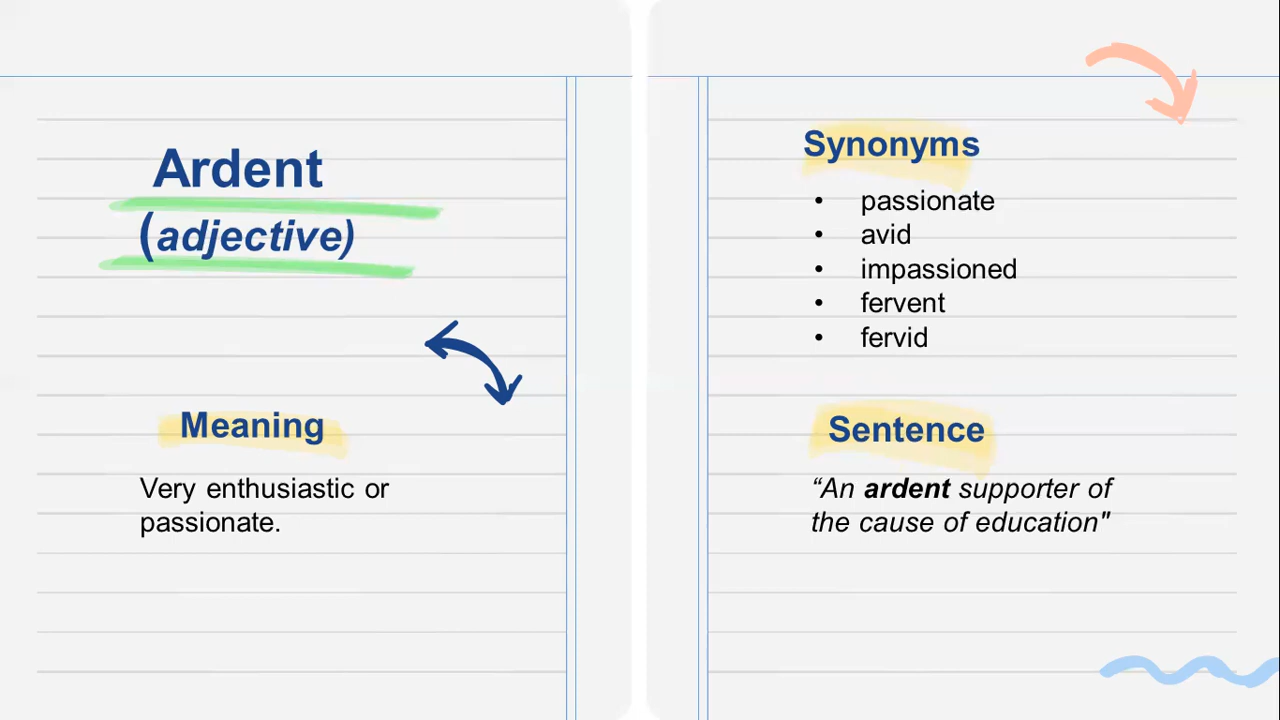 Ardent
(adjective)
Meaning
Very enthusiastic or
passionate.
Synonyms
• passionate
• avid
• impassioned
• fervent
• fervid
Sentence
“An ardent supporter of
the cause of education"